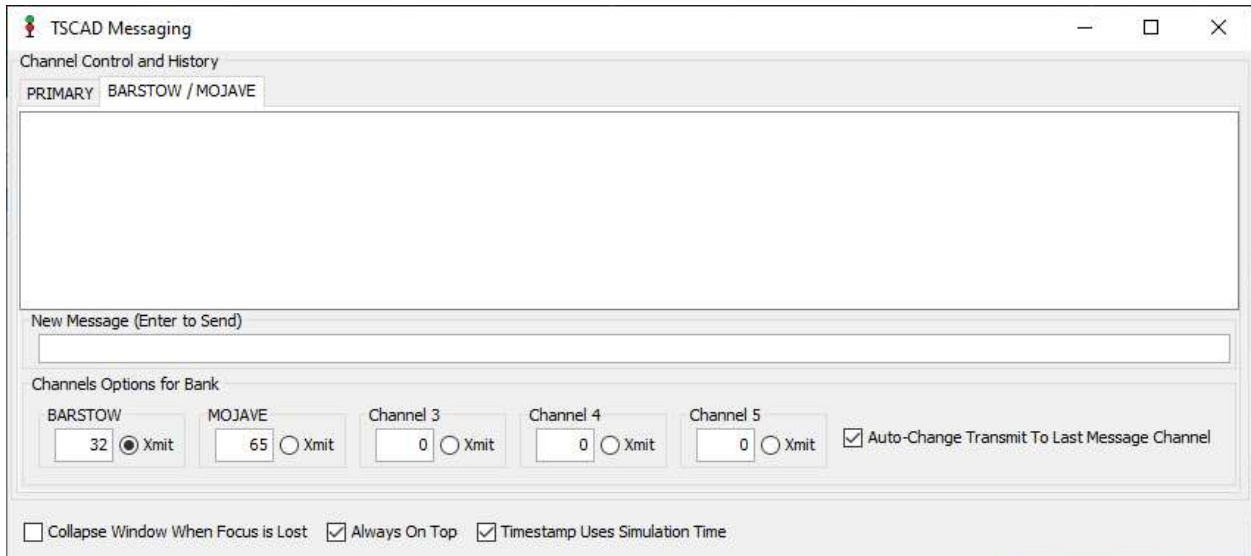 TSCAD Messaging
Channel Control and History
PRIMARY BARSTOW / MOJAVE
New Message (Enter to Send)
Channels Options for Bank
BARSTOW MOJAVE Channel 3 Channel 4 Channel 5
32 Xmit 65 Xmit 0 Xmit 0 Xmit 0 Xmit Auto-Change Transmit To Last Message Channel
Collapse Window When Focus is Lost Always On Top Timestamp Uses Simulation Time